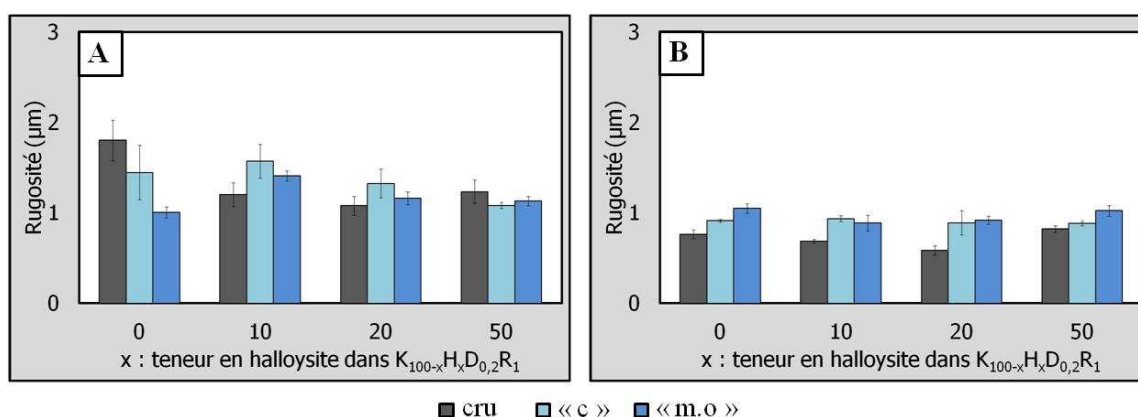 A
Rugosité (µm)
3
2
1
0
0 10 20 50
x : teneur en halloysite dans K₁₀₀₋ₓHₓD₀,₂R₁
B
Rugosité (µm)
3
2
1
0
0 10 20 50
x : teneur en halloysite dans K₁₀₀₋ₓHₓD₀,₂R₁
cru « c » « m.o »